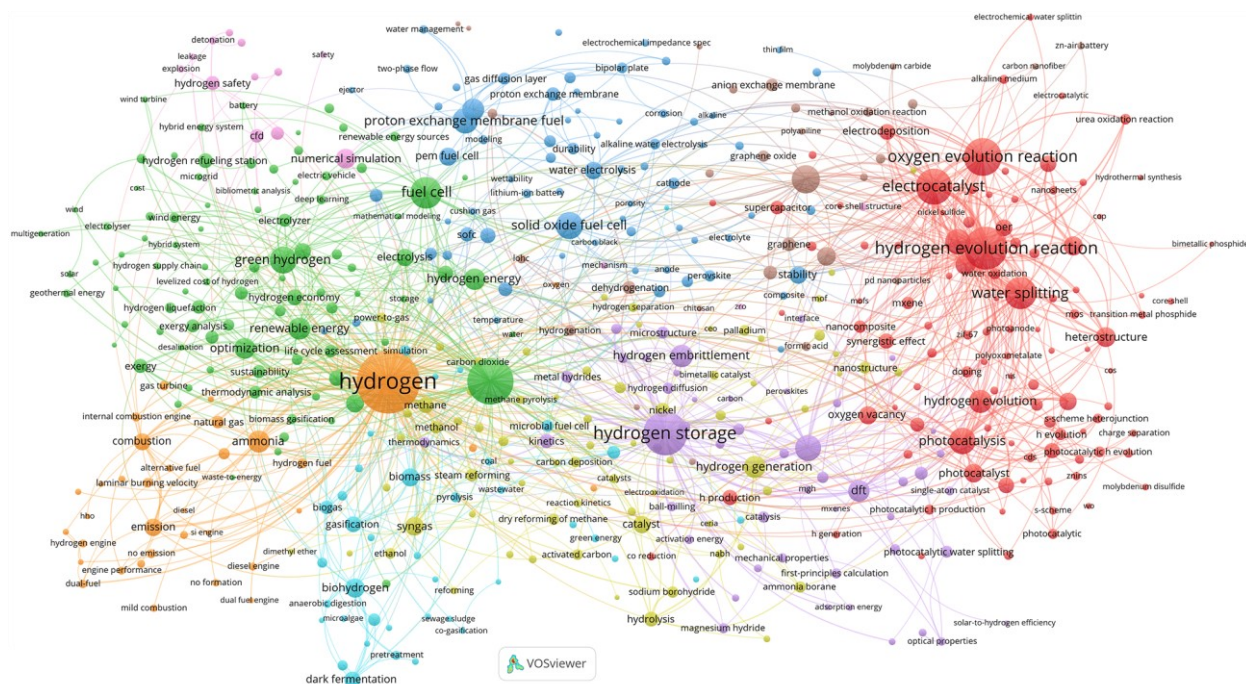 electrochemical water splittin
water management
detonation
electrochemical impedance spec
zn-air battery
leakage
safety
thin film
explosion
two-phase flow
gas diffusion layer
bipolar plate
molybdenum carbide
carbon nanofiber
hydrogen safety
anion exchange membrane
alkaline medium
ejector
proton exchange membrane
electrocatalytic
wind turbine
battery
corrosion
alkaline
methanol oxidation reaction
urea oxidation reaction
hybrid energy system
renewable energy sources
proton exchange membrane fuel
cfd
modeling
durability
alkaline water electrolysis
polyaniline
electrodeposition
hydrogen refueling station
numerical simulation
pem fuel cell
graphene oxide
oxygen evolution reaction
microgrid
electric vehicle
wettability
water electrolysis
hydrothermal synthesis
cost
bibliometric analysis
deep learning
fuel cell
lithium-ion battery
cathode
electrocatalyst
nanosheets
core-shell structure
wind
wind energy
mathematical modeling
cushion gas
porosity
supercapacitor
nickel sulfide
cop
electrolyser
electrolyzer
solid oxide fuel cell
oer
multigeneration
hybrid system
sofc
carbon black
electrolyte
graphene
hydrogen evolution reaction
bimetallic phosphide
solar
green hydrogen
electrolysis
lohc
mechanism
anode
stability
hydrogen supply chain
levelized cost of hydrogen
hydrogen energy
oxygen
perovskite
pd nanoparticles
water oxidation
geothermal energy
dehydrogenation
composite
mof
water splitting
hydrogen liquefaction
hydrogen economy
storage
hydrogen separation
chitosan
zno
mofs
mxene
core-shell
power-to-gas
temperature
interface
mos
transition-metal phosphide
exergy analysis
renewable energy
water
hydrogenation
microstructure
ceo
palladium
nanocomposite
zif-67
photoanode
desalination
optimization
life cycle assessment
simulation
formic acid
synergistic effect
heterostructure
exergy
sustainability
carbon dioxide
hydrogen embrittlement
bimetallic catalyst
nanostructure
polyoxometalate
gas turbine
thermodynamic analysis
hydrogen
metal hydrides
hydrogen diffusion
perovskites
doping
ni
cos
internal combustion engine
biomass gasification
methane
methane pyrolysis
carbon
hydrogen evolution
natural gas
nickel
oxygen vacancy
methanol
microbial fuel cell
s-scheme heterojunction
combustion
ammonia
thermodynamics
kinetics
hydrogen storage
photocatalysis
h evolution
charge separation
coal
carbon deposition
photocatalytic h evolution
alternative fuel
hydrogen fuel
hydrogen generation
cds
laminar burning velocity
waste-to-energy
biomass
steam reforming
catalysts
photocatalyst
znins
molybdenum disulfide
pyrolysis
wastewater
electrooxidation
mgh
dft
single-atom catalyst
hho
diesel
biogas
reaction kinetics
h production
ball-milling
mxenes
photocatalytic h production
s-scheme
wo
emission
si engine
gasification
syngas
dry reforming of methane
catalyst
ceria
catalysis
h generation
photocatalytic
hydrogen engine
green energy
activation energy
no emission
dimethyl ether
ethanol
activated carbon
co reduction
nabh
mechanical properties
photocatalytic water splitting
engine performance
diesel engine
first-principles calculation
dual-fuel
no formation
biohydrogen
reforming
sodium borohydride
ammonia borane
mild combustion
dual fuel engine
anaerobic digestion
adsorption energy
microalgae
sewage sludge
hydrolysis
magnesium hydride
solar-to-hydrogen efficiency
co-gasification
optical properties
pretreatment
dark fermentation
VOSviewer